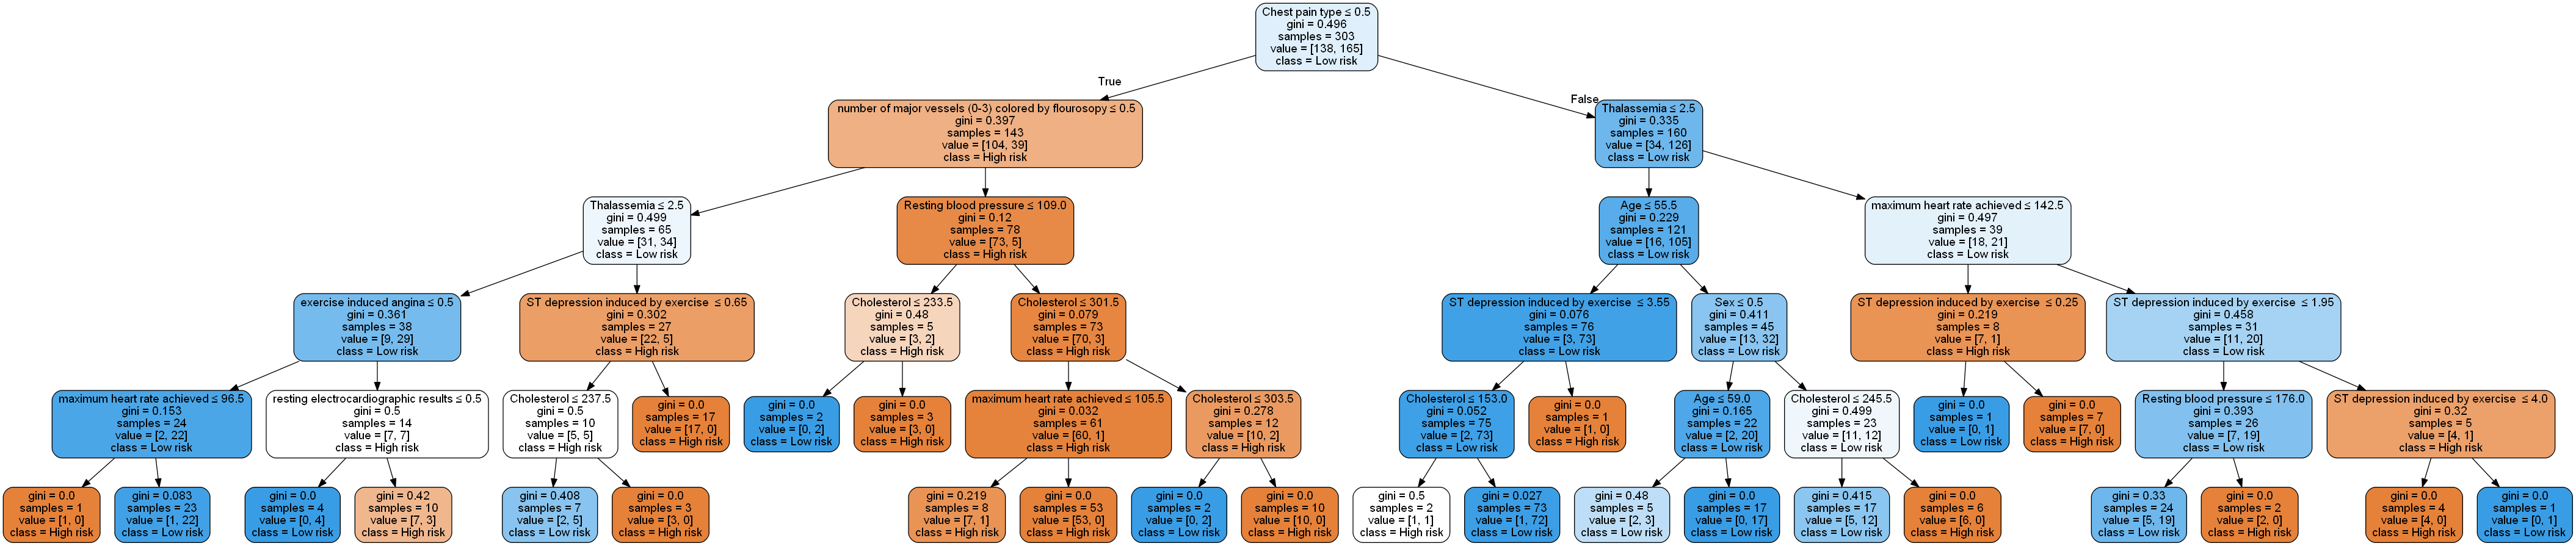 Chest pain type ≤ 0.5
gini = 0.496
samples = 303
value = [138, 165]
class = Low risk
True
False
number of major vessels (0-3) colored by flourosopy ≤ 0.5
gini = 0.397
samples = 143
value = [104, 39]
class = High risk
Thalassemia ≤ 2.5
gini = 0.335
samples = 160
value = [34, 126]
class = Low risk
Thalassemia ≤ 2.5
gini = 0.499
samples = 65
value = [31, 34]
class = Low risk
Resting blood pressure ≤ 109.0
gini = 0.12
samples = 78
value = [73, 5]
class = High risk
Age ≤ 55.5
gini = 0.229
samples = 121
value = [16, 105]
class = Low risk
maximum heart rate achieved ≤ 142.5
gini = 0.497
samples = 39
value = [18, 21]
class = Low risk
exercise induced angina ≤ 0.5
gini = 0.361
samples = 38
value = [9, 29]
class = Low risk
ST depression induced by exercise ≤ 0.65
gini = 0.302
samples = 27
value = [22, 5]
class = High risk
Cholesterol ≤ 233.5
gini = 0.48
samples = 5
value = [3, 2]
class = High risk
Cholesterol ≤ 301.5
gini = 0.079
samples = 73
value = [70, 3]
class = High risk
ST depression induced by exercise ≤ 3.55
gini = 0.076
samples = 76
value = [3, 73]
class = Low risk
Sex ≤ 0.5
gini = 0.411
samples = 45
value = [13, 32]
class = Low risk
ST depression induced by exercise ≤ 0.25
gini = 0.219
samples = 8
value = [7, 1]
class = High risk
ST depression induced by exercise ≤ 1.95
gini = 0.458
samples = 31
value = [11, 20]
class = Low risk
maximum heart rate achieved ≤ 96.5
gini = 0.153
samples = 24
value = [2, 22]
class = Low risk
resting electrocardiographic results ≤ 0.5
gini = 0.5
samples = 14
value = [7, 7]
class = High risk
Cholesterol ≤ 237.5
gini = 0.5
samples = 10
value = [5, 5]
class = High risk
gini = 0.0
samples = 17
value = [17, 0]
class = High risk
gini = 0.0
samples = 2
value = [0, 2]
class = Low risk
gini = 0.0
samples = 3
value = [3, 0]
class = High risk
maximum heart rate achieved ≤ 105.5
gini = 0.032
samples = 61
value = [60, 1]
class = High risk
Cholesterol ≤ 303.5
gini = 0.278
samples = 12
value = [10, 2]
class = High risk
Cholesterol ≤ 153.0
gini = 0.052
samples = 75
value = [2, 73]
class = Low risk
gini = 0.0
samples = 1
value = [1, 0]
class = High risk
Age ≤ 59.0
gini = 0.165
samples = 22
value = [2, 20]
class = Low risk
Cholesterol ≤ 245.5
gini = 0.499
samples = 23
value = [11, 12]
class = Low risk
gini = 0.0
samples = 1
value = [0, 1]
class = Low risk
gini = 0.0
samples = 7
value = [7, 0]
class = High risk
Resting blood pressure ≤ 176.0
gini = 0.393
samples = 26
value = [7, 19]
class = Low risk
ST depression induced by exercise ≤ 4.0
gini = 0.32
samples = 5
value = [4, 1]
class = High risk
gini = 0.0
samples = 1
value = [1, 0]
class = High risk
gini = 0.083
samples = 23
value = [1, 22]
class = Low risk
gini = 0.0
samples = 4
value = [0, 4]
class = Low risk
gini = 0.42
samples = 10
value = [7, 3]
class = High risk
gini = 0.408
samples = 7
value = [2, 5]
class = Low risk
gini = 0.0
samples = 3
value = [3, 0]
class = High risk
gini = 0.219
samples = 8
value = [7, 1]
class = High risk
gini = 0.0
samples = 53
value = [53, 0]
class = High risk
gini = 0.0
samples = 2
value = [0, 2]
class = Low risk
gini = 0.0
samples = 10
value = [10, 0]
class = High risk
gini = 0.5
samples = 2
value = [1, 1]
class = High risk
gini = 0.027
samples = 73
value = [1, 72]
class = Low risk
gini = 0.48
samples = 5
value = [2, 3]
class = Low risk
gini = 0.0
samples = 17
value = [0, 17]
class = Low risk
gini = 0.415
samples = 17
value = [5, 12]
class = Low risk
gini = 0.0
samples = 6
value = [6, 0]
class = High risk
gini = 0.33
samples = 24
value = [5, 19]
class = Low risk
gini = 0.0
samples = 2
value = [2, 0]
class = High risk
gini = 0.0
samples = 4
value = [4, 0]
class = High risk
gini = 0.0
samples = 1
value = [0, 1]
class = Low risk